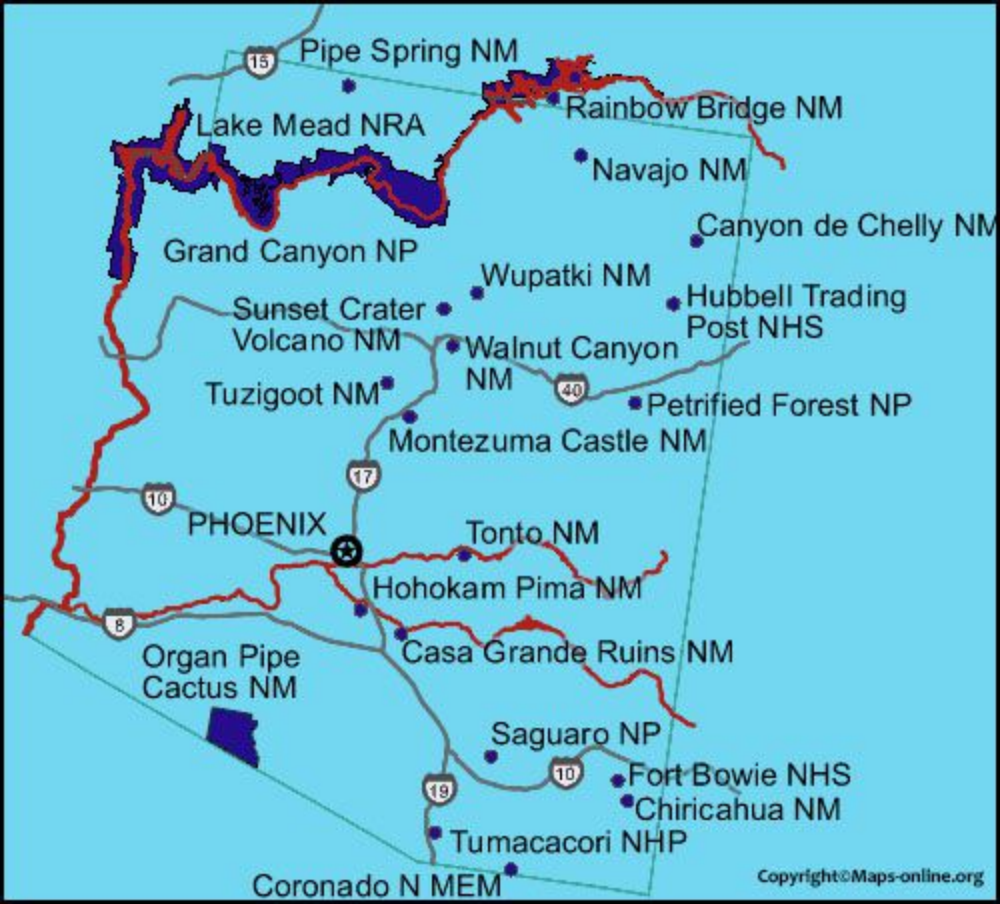 15
Pipe Spring NM
Rainbow Bridge NM
Lake Mead NRA
Navajo NM
Canyon de Chelly NM
Grand Canyon NP
Wupatki NM
Sunset Crater
Volcano NM
Hubbell Trading
Post NHS
Walnut Canyon
NM
40
Tuzigoot NM
Petrified Forest NP
Montezuma Castle NM
17
10
PHOENIX
Tonto NM
Hohokam Pima NM
8
Casa Grande Ruins NM
Organ Pipe
Cactus NM
Saguaro NP
10
Fort Bowie NHS
19
Chiricahua NM
Tumacacori NHP
Coronado N MEM
Copyright©Maps-online.org